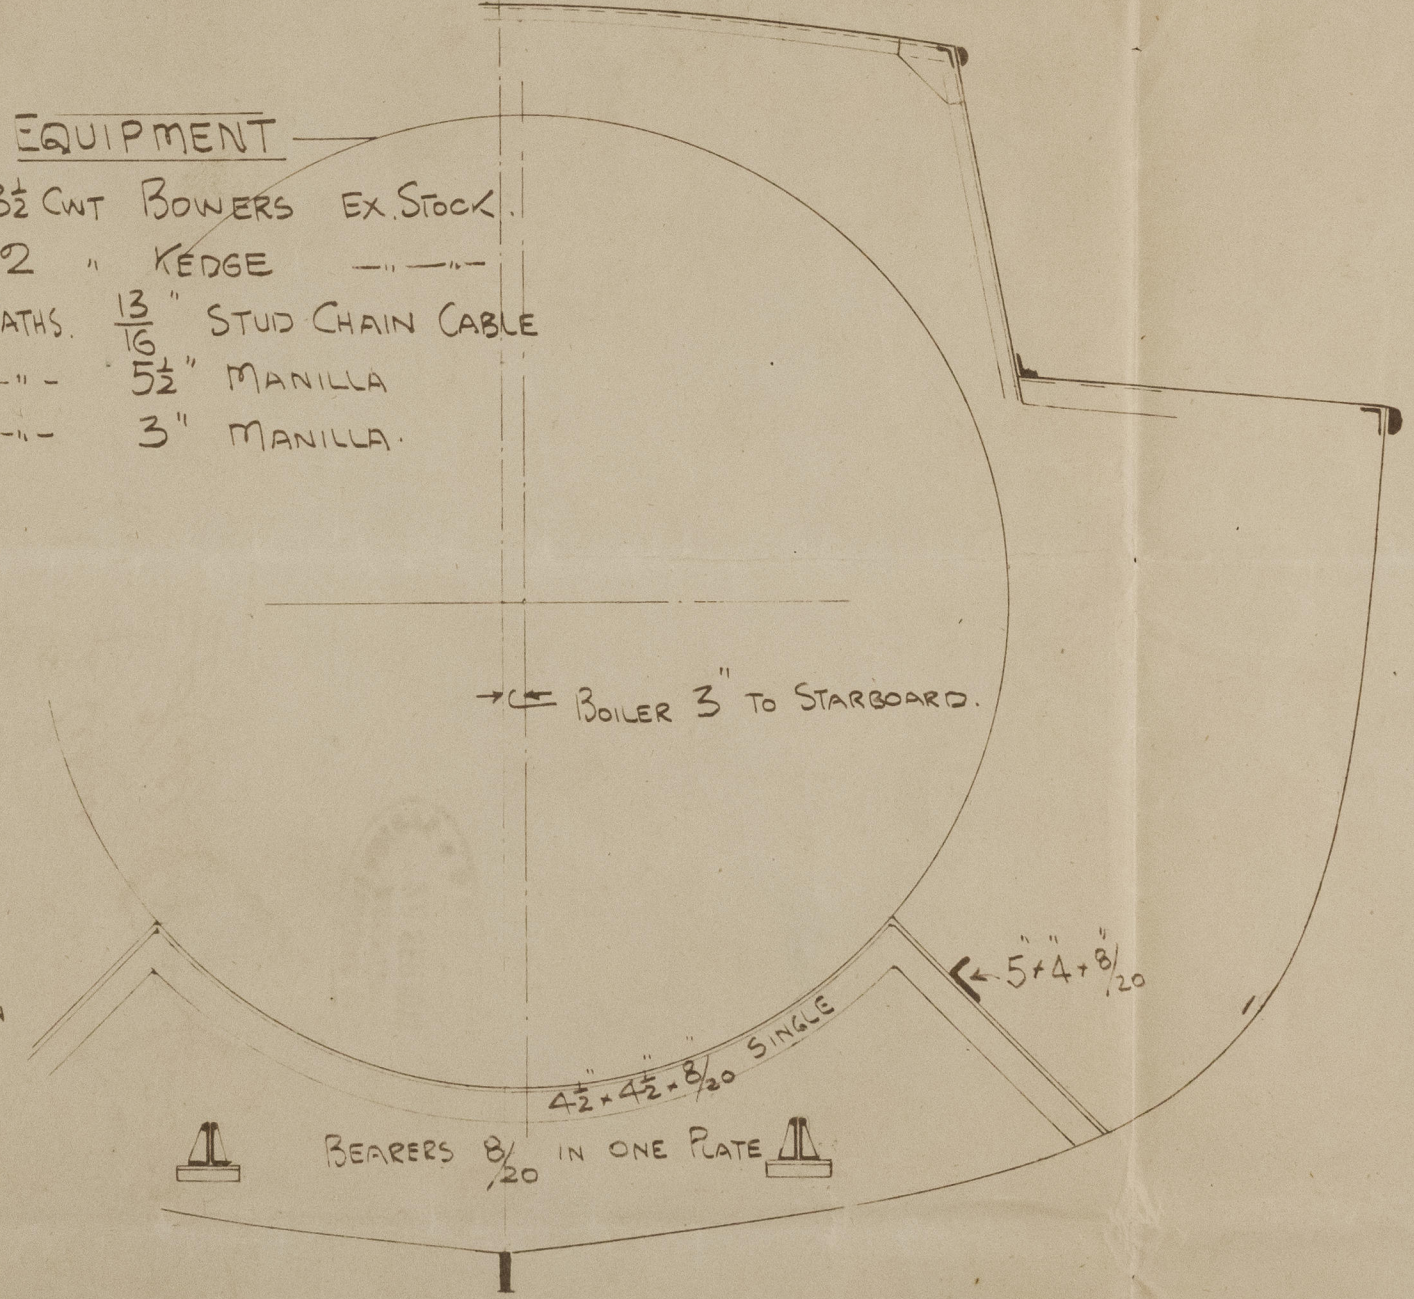 EQUIPMENT
3½ CWT BOWERS EX. STOCK.
2 " KEDGE —"—"—
ATHS. 13/16" STUD CHAIN CABLE
-"- 5½" MANILLA
-"- 3" MANILLA.
BOILER 3" TO STARBOARD.
5" × 4" × 8/20"
4½" × 4½" × 8/20" SINGLE
BEARERS 8/20 IN ONE PLATE